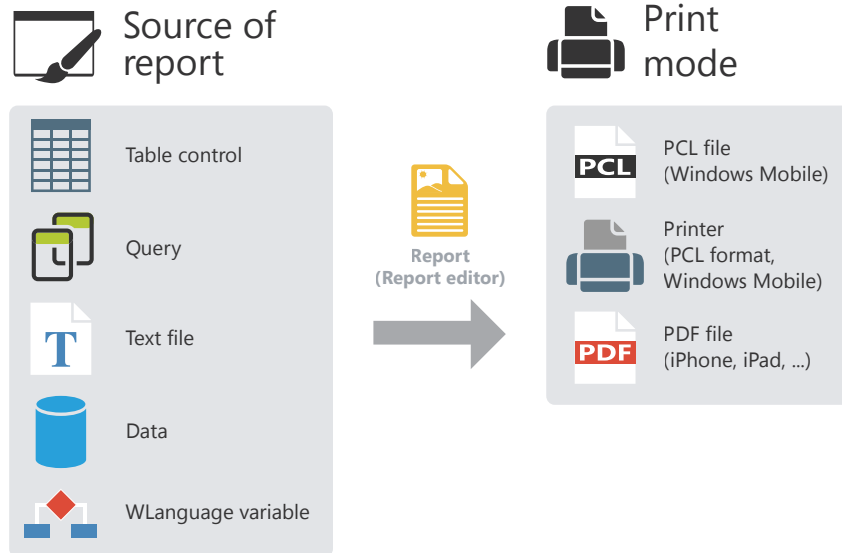 Source of
report
Table control
Query
T
Text file
Data
WLanguage variable
Report
(Report editor)
Print
mode
PCL
PCL file
(Windows Mobile)
Printer
(PCL format,
Windows Mobile)
PDF
PDF file
(iPhone, iPad, ...)